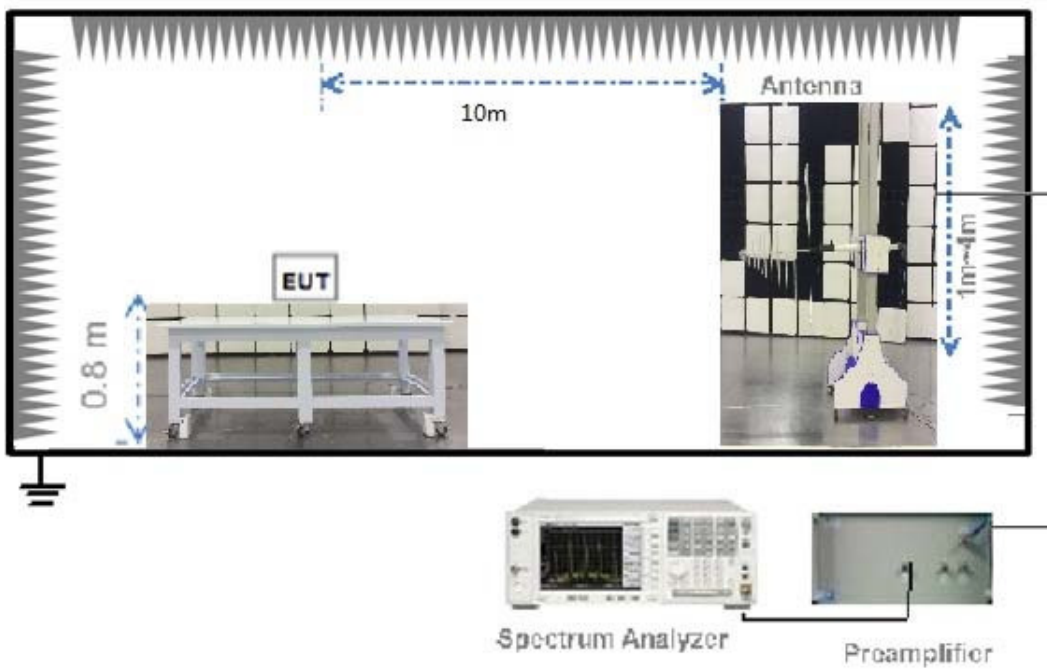 10m
Antenna
EUT
1m~4m
0.8 m
Spectrum Analyzer
Preamplifier